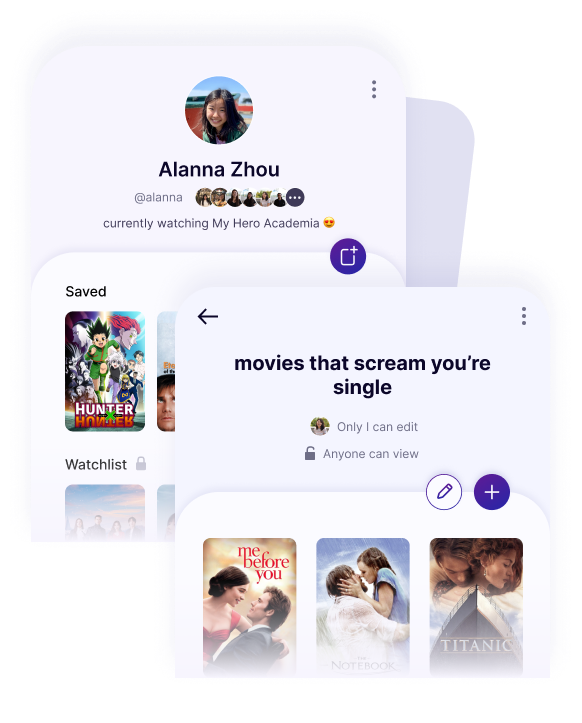 Alanna Zhou
@alanna
currently watching My Hero Academia 😍
Saved
HUNTER
HUNTER
Watchlist
movies that scream you’re
single
Only I can edit
Anyone can view
me
before
you
THE
NOTEBOOK
TITANIC